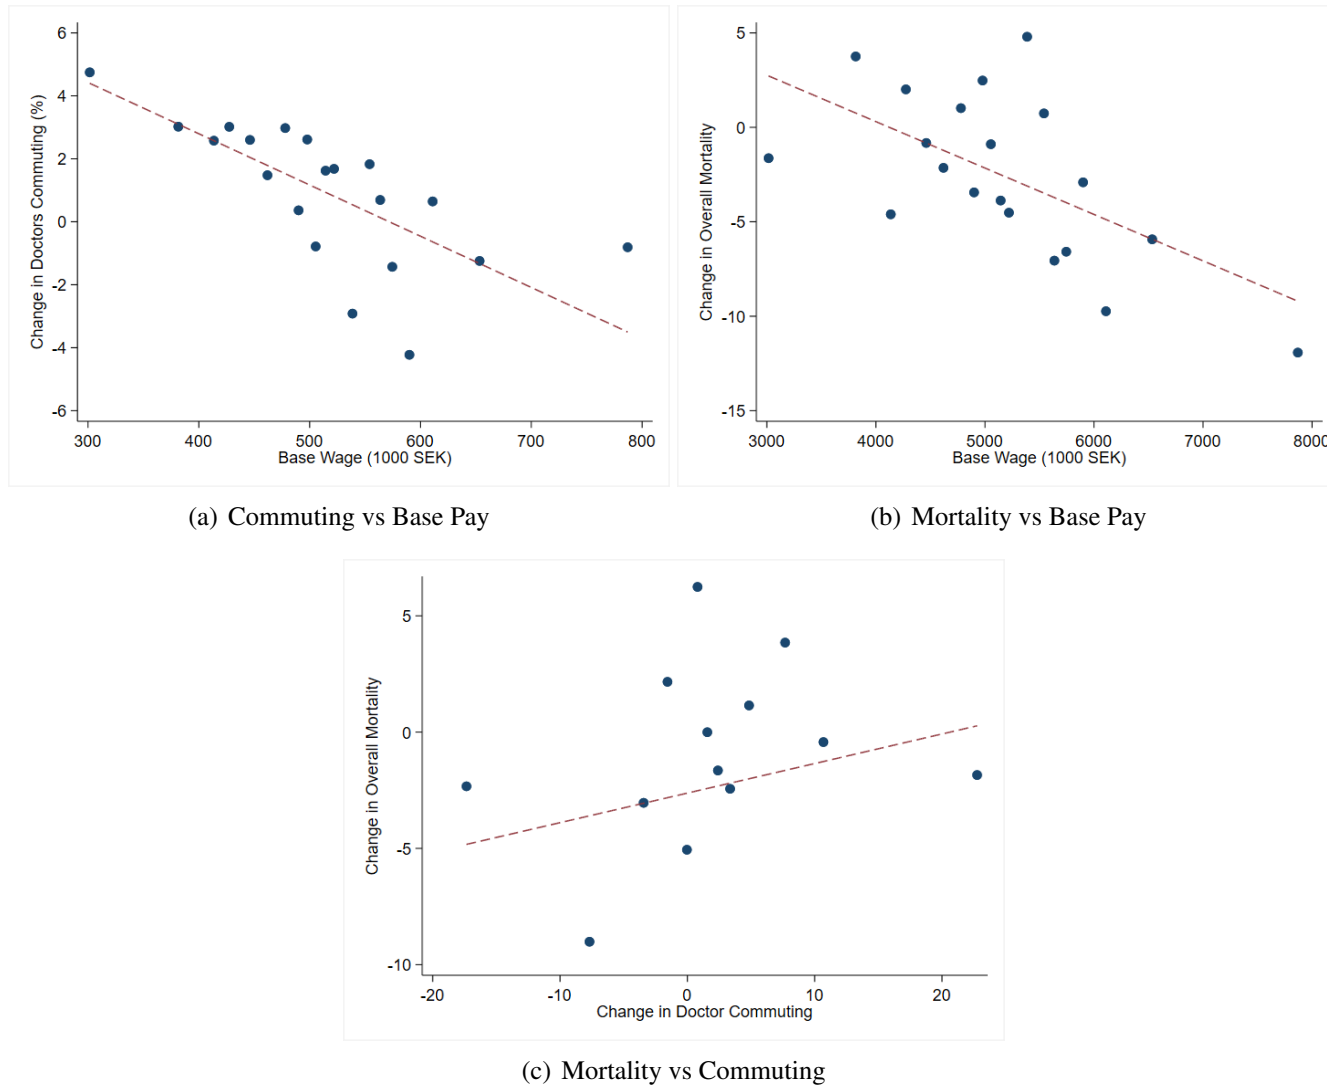 6
4
2
0
-2
-4
-6
Change in Doctors Commuting (%)
300 400 500 600 700 800
Base Wage (1000 SEK)
(a) Commuting vs Base Pay
5
0
-5
-10
-15
Change in Overall Mortality
3000 4000 5000 6000 7000 8000
Base Wage (1000 SEK)
(b) Mortality vs Base Pay
5
0
-5
-10
Change in Overall Mortality
-20 -10 0 10 20
Change in Doctor Commuting
(c) Mortality vs Commuting